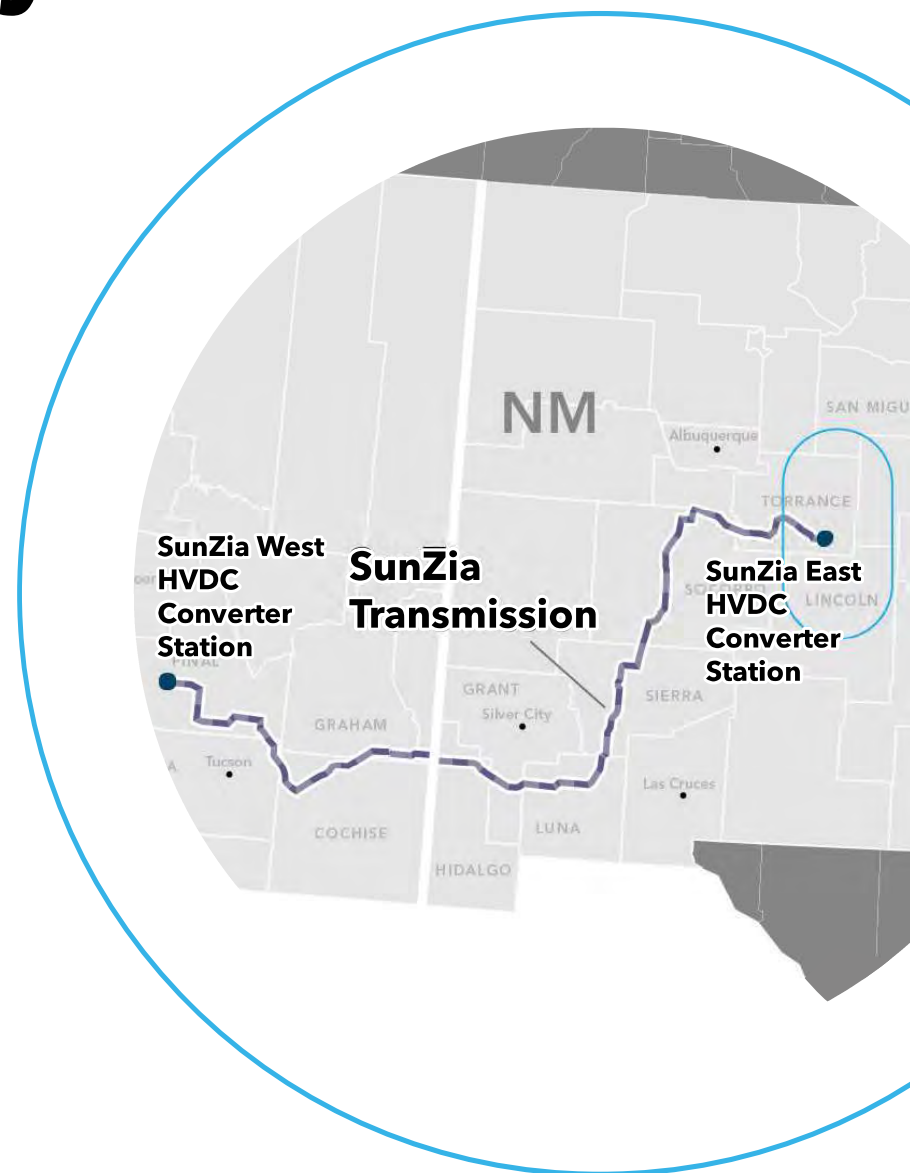 NM
SAN MIGU
Albuquerque
TORRANCE
SunZia West
HVDC
Converter
Station
SunZia
Transmission
SunZia East
HVDC
Converter
Station
SOCORRO
LINCOLN
PINAL
GRANT
Silver City
SIERRA
GRAHAM
A
Tucson
Las Cruces
COCHISE
LUNA
HIDALGO